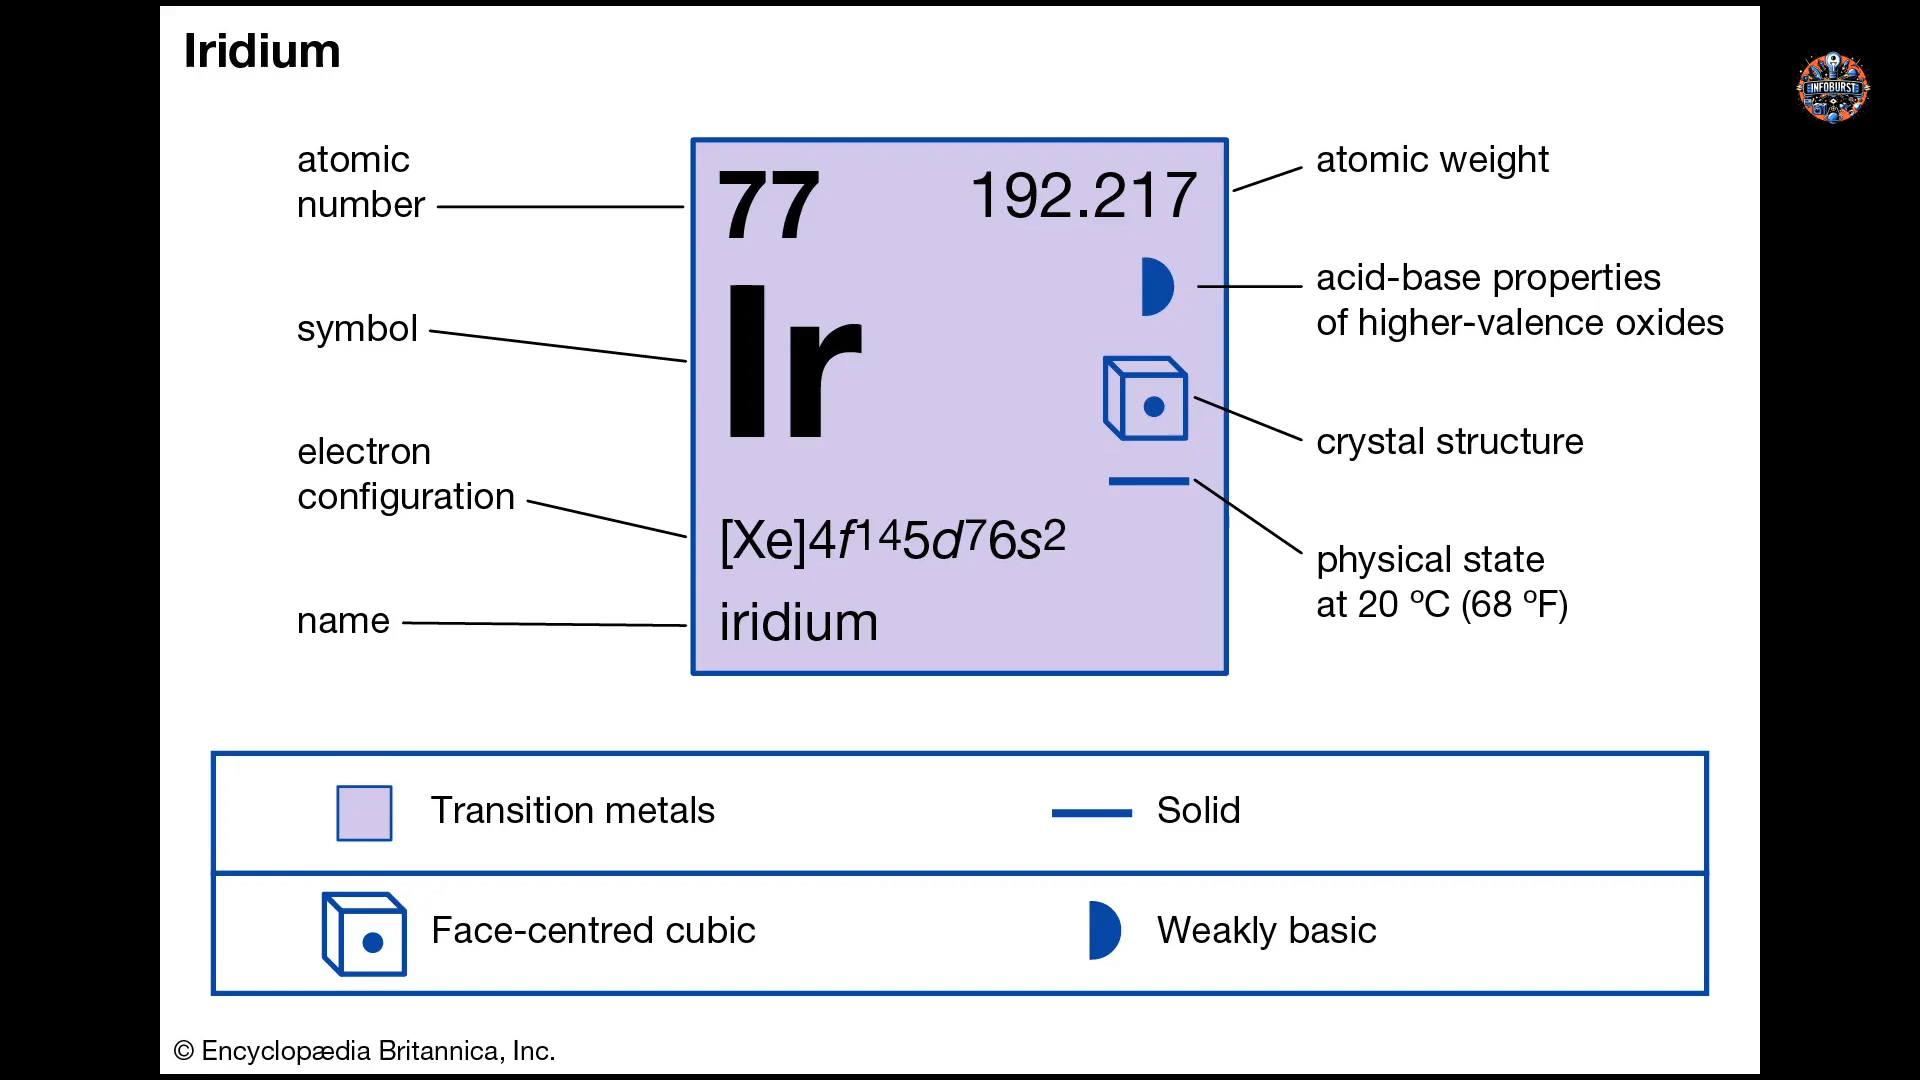 Iridium
INFOBURST
atomic
number
77
192.217
atomic weight
acid-base properties
of higher-valence oxides
symbol
Ir
crystal structure
electron
configuration
[Xe]4f¹⁴5d⁷6s²
physical state
at 20 ºC (68 ºF)
name
iridium
Transition metals
Solid
Face-centred cubic
Weakly basic
© Encyclopædia Britannica, Inc.